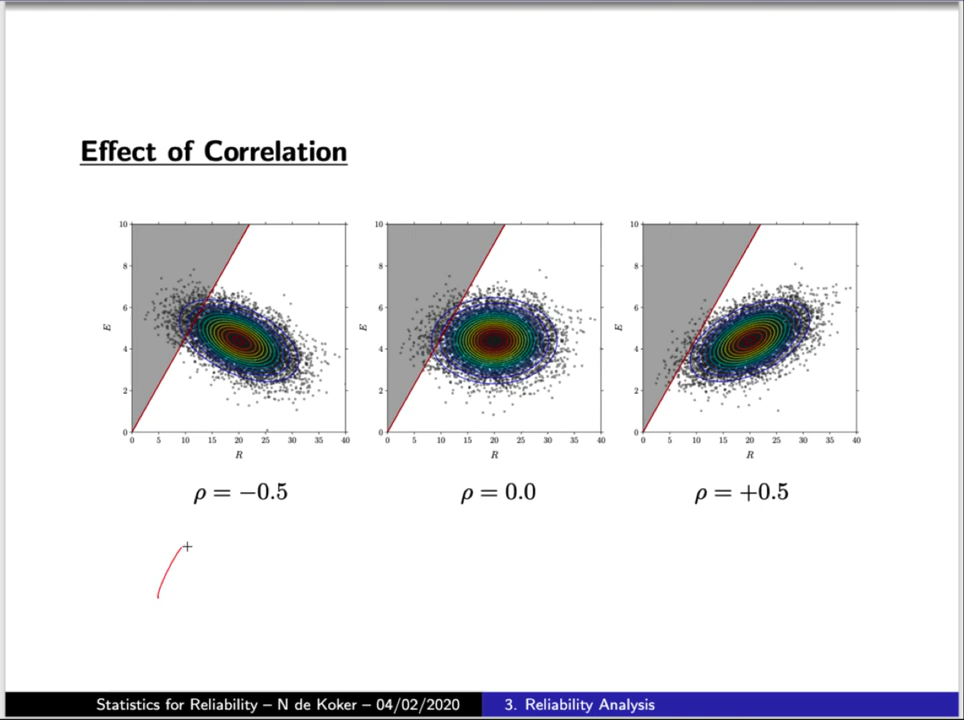 Effect of Correlation
10 8 6 4 2 0
E
0 5 10 15 20 25 30 35 40
R
10 8 6 4 2 0
E
0 5 10 15 20 25 30 35 40
R
10 8 6 4 2 0
E
0 5 10 15 20 25 30 35 40
R
ρ = −0.5
ρ = 0.0
ρ = +0.5
Statistics for Reliability – N de Koker – 04/02/2020
3. Reliability Analysis